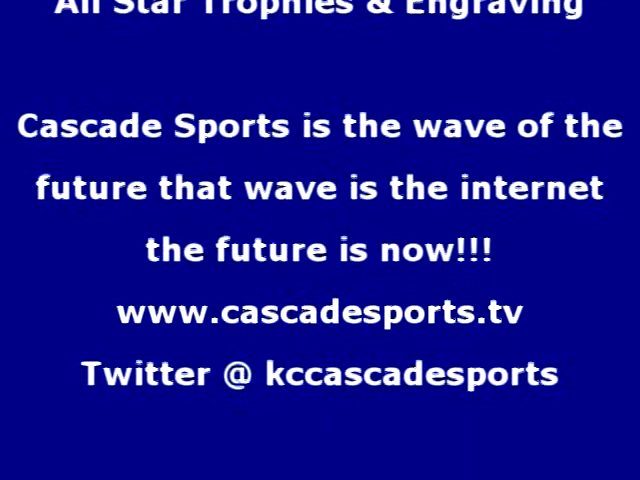 All Star Trophies & Engraving
Cascade Sports is the wave of the
future that wave is the internet
the future is now!!!
www.cascadesports.tv
Twitter @ kccascadesports